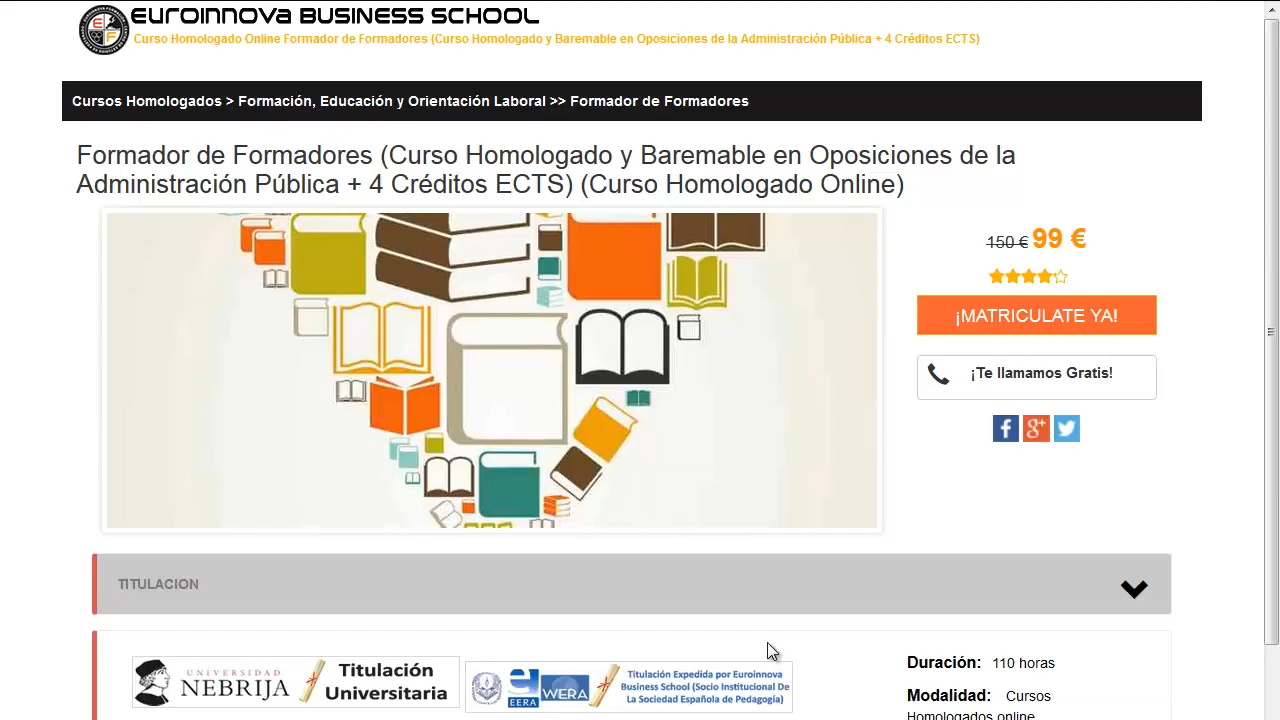 EUROINNOVA BUSINESS SCHOOL
Curso Homologado Online Formador de Formadores (Curso Homologado y Baremable en Oposiciones de la Administración Pública + 4 Créditos ECTS)
Cursos Homologados > Formación, Educación y Orientación Laboral >> Formador de Formadores
Formador de Formadores (Curso Homologado y Baremable en Oposiciones de la
Administración Pública + 4 Créditos ECTS) (Curso Homologado Online)
150 € 99 €
¡MATRICULATE YA!
¡Te llamamos Gratis!
TITULACION
UNIVERSIDAD
NEBRIJA
Titulación
Universitaria
EERA
WERA
Titulación Expedida por Euroinnova
Business School (Socio Institucional De
La Sociedad Española de Pedagogía)
Duración: 110 horas
Modalidad: Cursos
Homologados online